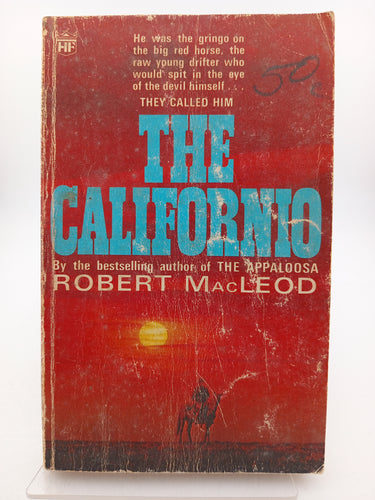 HF
He was the gringo on
the big red horse, the
raw young drifter who
would spit in the eye
of the devil himself...
THEY CALLED HIM
THE
CALIFORNIO
By the bestselling author of THE APPALOOSA
ROBERT MACLEOD
50